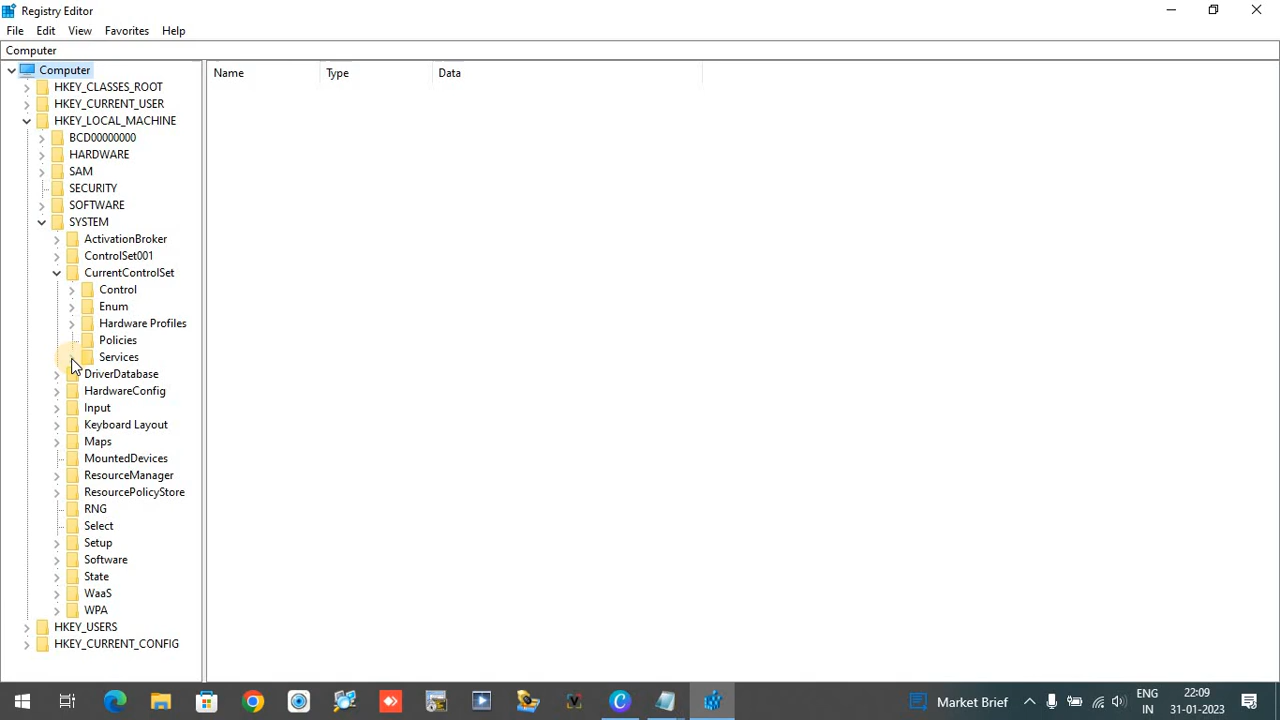 Registry Editor
File Edit View Favorites Help
Computer
Computer
HKEY_CLASSES_ROOT
HKEY_CURRENT_USER
HKEY_LOCAL_MACHINE
BCD00000000
HARDWARE
SAM
SECURITY
SOFTWARE
SYSTEM
ActivationBroker
ControlSet001
CurrentControlSet
Control
Enum
Hardware Profiles
Policies
Services
DriverDatabase
HardwareConfig
Input
Keyboard Layout
Maps
MountedDevices
ResourceManager
ResourcePolicyStore
RNG
Select
Setup
Software
State
WaaS
WPA
HKEY_USERS
HKEY_CURRENT_CONFIG
Name Type Data
Market Brief
ENG
IN
22:09
31-01-2023